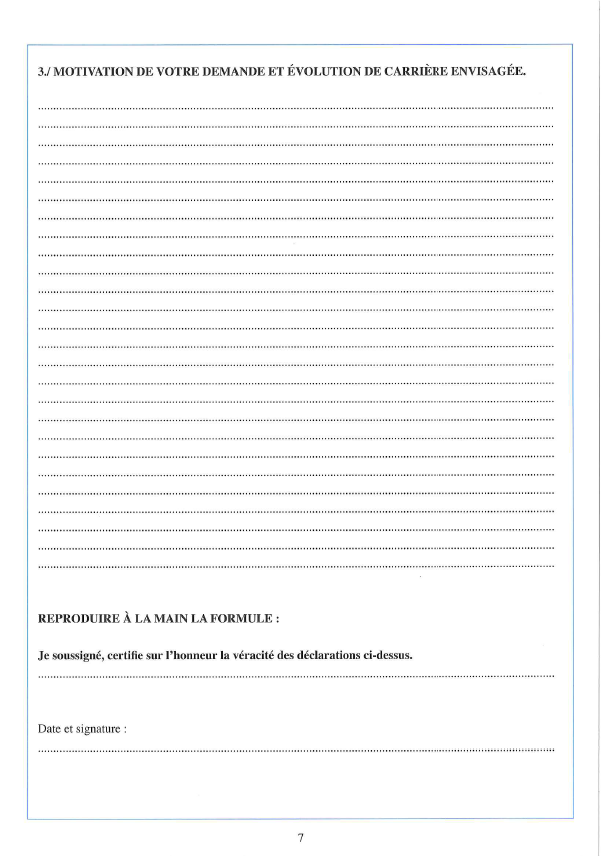 3./ MOTIVATION DE VOTRE DEMANDE ET ÉVOLUTION DE CARRIÈRE ENVISAGÉE.
REPRODUIRE À LA MAIN LA FORMULE :
Je soussigné, certifie sur l'honneur la véracité des déclarations ci-dessus.
Date et signature :
7